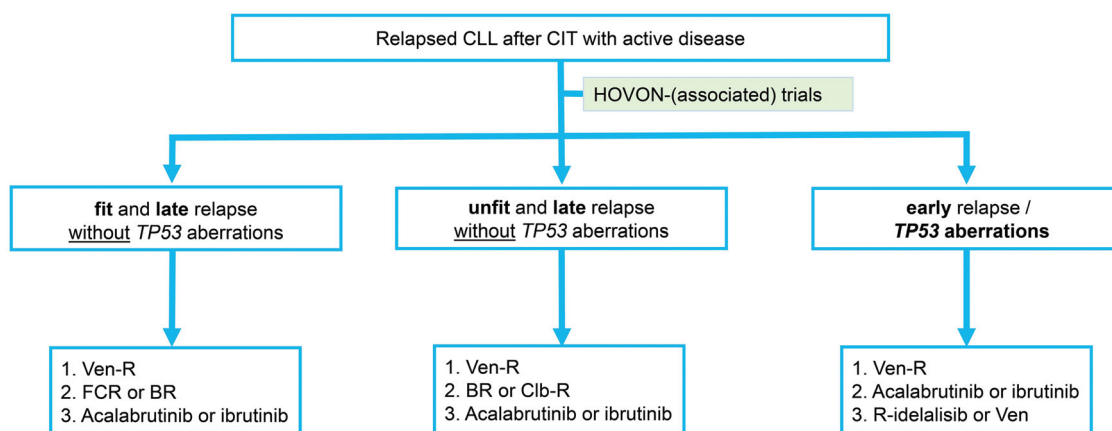 Relapsed CLL after CIT with active disease
HOVON-(associated) trials
fit and late relapse
without TP53 aberrations
unfit and late relapse
without TP53 aberrations
early relapse /
TP53 aberrations
1. Ven-R
2. FCR or BR
3. Acalabrutinib or ibrutinib
1. Ven-R
2. BR or Clb-R
3. Acalabrutinib or ibrutinib
1. Ven-R
2. Acalabrutinib or ibrutinib
3. R-idelalisib or Ven